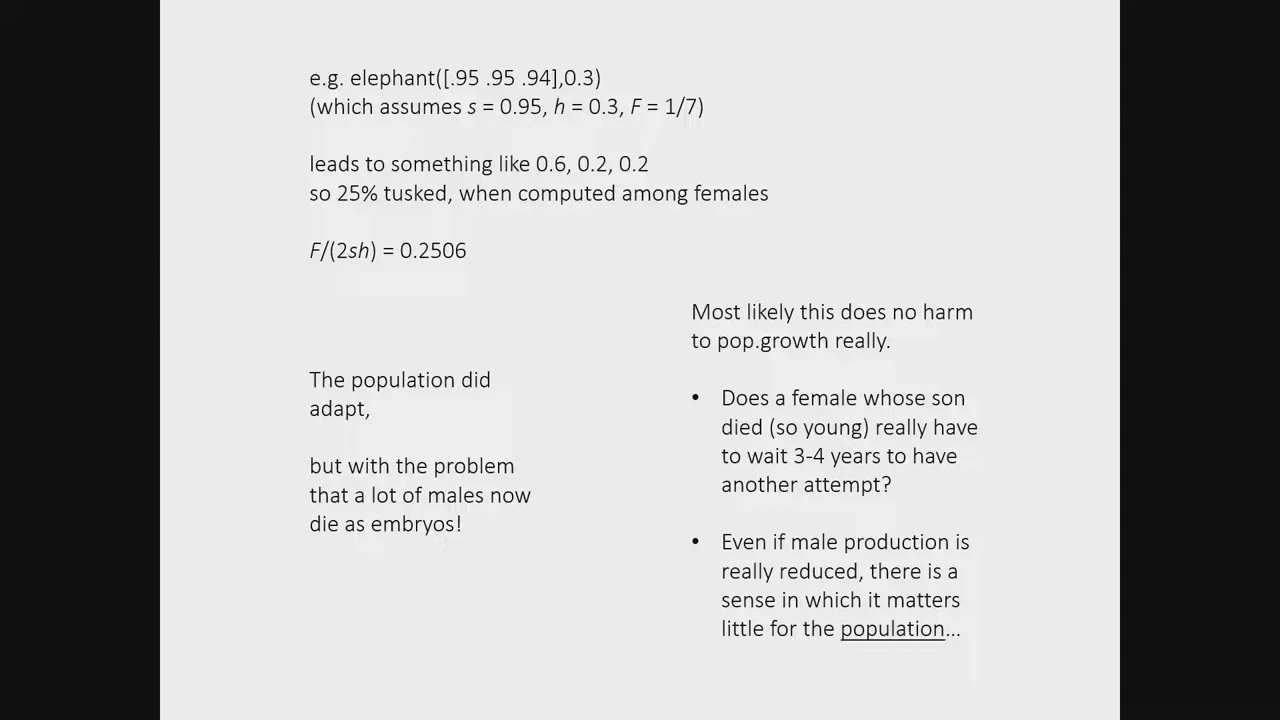 e.g. elephant([.95 .95 .94],0.3)
(which assumes s = 0.95, h = 0.3, F = 1/7)
leads to something like 0.6, 0.2, 0.2
so 25% tusked, when computed among females
F/(2sh) = 0.2506
The population did
adapt,
but with the problem
that a lot of males now
die as embryos!
Most likely this does no harm
to pop.growth really.
• Does a female whose son
died (so young) really have
to wait 3-4 years to have
another attempt?
• Even if male production is
really reduced, there is a
sense in which it matters
little for the population…